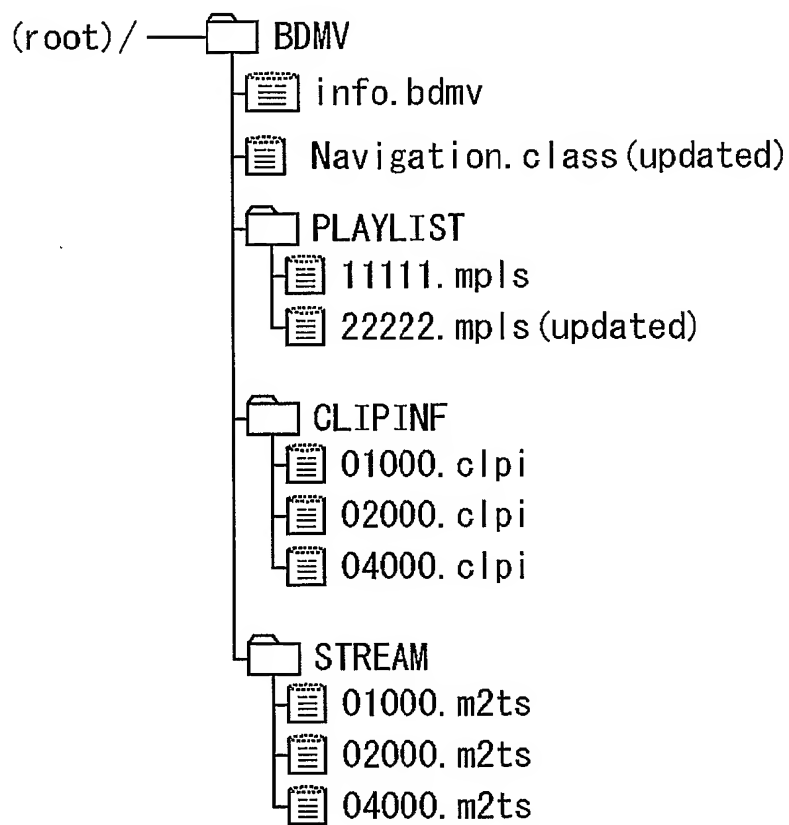 (root)/ BDMV
info.bdmv
Navigation.class(updated)
PLAYLIST
11111.mpls
22222.mpls(updated)
CLIPINF
01000.clpi
02000.clpi
04000.clpi
STREAM
01000.m2ts
02000.m2ts
04000.m2ts